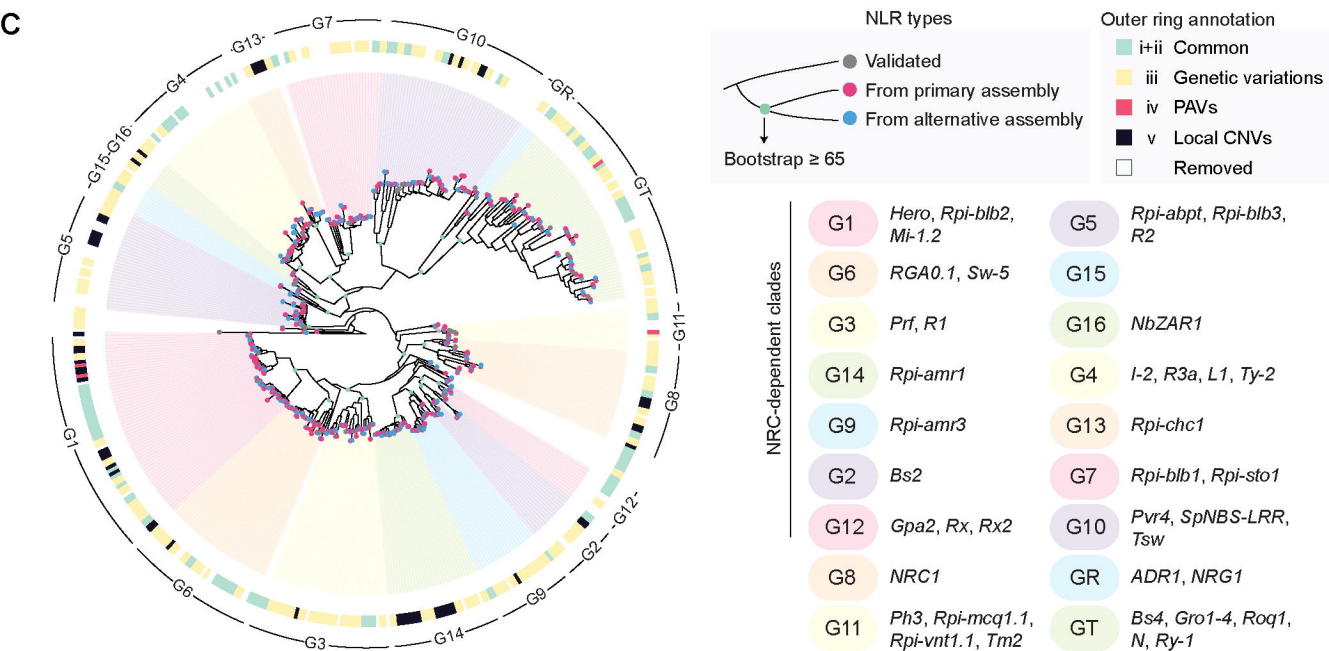 C
G7
G10
-G13-
-GR-
G4
G15-G16-
GT
G5
G11-
G8
G1
G12-
G2
G6
G9
G3
G14
NLR types
Validated
From primary assembly
From alternative assembly
Bootstrap ≥ 65
Outer ring annotation
i+ii Common
iii Genetic variations
iv PAVs
v Local CNVs
Removed
NRC-dependent clades
G1 Hero, Rpi-blb2,
Mi-1.2
G6 RGA0.1, Sw-5
G3 Prf, R1
G14 Rpi-amr1
G9 Rpi-amr3
G2 Bs2
G12 Gpa2, Rx, Rx2
G8 NRC1
G11 Ph3, Rpi-mcq1.1,
Rpi-vnt1.1, Tm2
G5 Rpi-abpt, Rpi-blb3,
R2
G15
G16 NbZAR1
G4 I-2, R3a, L1, Ty-2
G13 Rpi-chc1
G7 Rpi-blb1, Rpi-sto1
G10 Pvr4, SpNBS-LRR,
Tsw
GR ADR1, NRG1
GT Bs4, Gro1-4, Roq1,
N, Ry-1